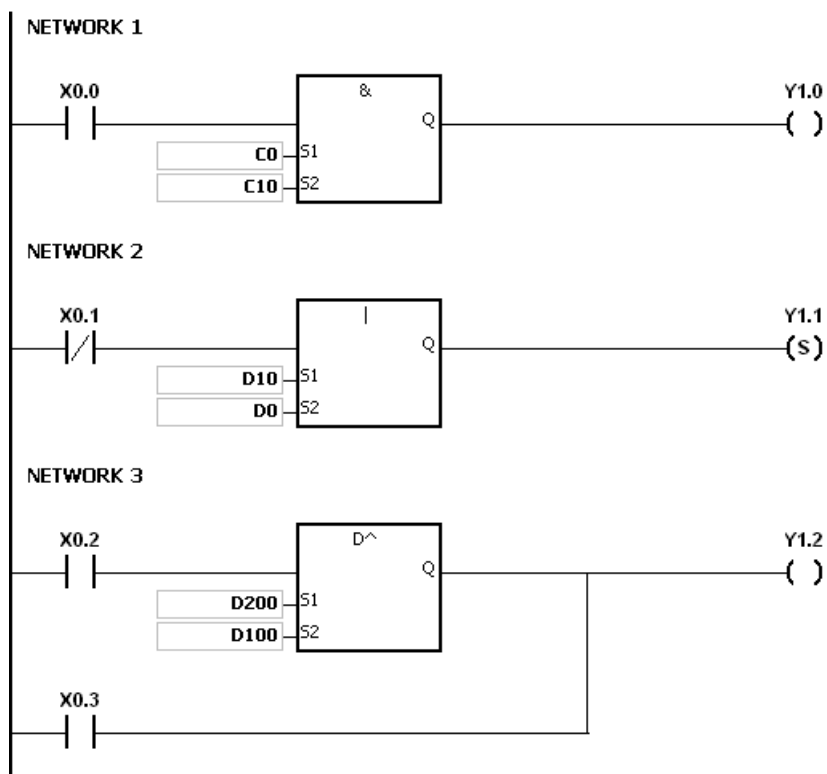 NETWORK 1
X0.0
&
Y1.0
Q
( )
C0 S1
C10 S2
NETWORK 2
X0.1
|
Y1.1
Q
(S)
D10 S1
D0 S2
NETWORK 3
X0.2
D^
Y1.2
Q
( )
D200 S1
D100 S2
X0.3